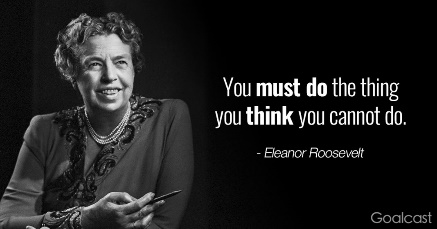 You must do the thing
you think you cannot do.
- Eleanor Roosevelt
Goalcast